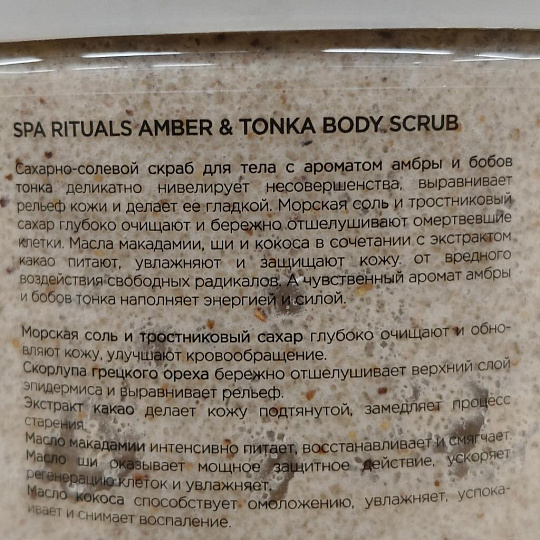 SPA RITUALS AMBER & TONKA BODY SCRUB
Сахарно-солевой скраб для тела с ароматом амбры и бобов
тонка деликатно нивелирует несовершенства, выравнивает
рельеф кожи и делает ее гладкой. Морская соль и тростниковый
сахар глубоко очищают и бережно отшелушивают омертвевшие
клетки. Масла макадамии, ши и кокоса в сочетании с экстрактом
какао питают, увлажняют и защищают кожу от вредного
воздействия свободных радикалов. А чувственный аромат амбры
и бобов тонка наполняет энергией и силой.
Морская соль и тростниковый сахар глубоко очищают и обно-
вляют кожу, улучшают кровообращение.
Скорлупа грецкого ореха бережно отшелушивает верхний слой
эпидермиса и выравнивает рельеф.
Экстракт какао делает кожу подтянутой, замедляет процесс
старения.
Масло макадамии интенсивно питает, восстанавливает и смягчает.
Масло ши оказывает мощное защитное действие, ускоряет
регенерацию клеток и увлажняет.
Масло кокоса способствует омоложению, увлажняет, успока-
ивает и снимает воспаление.